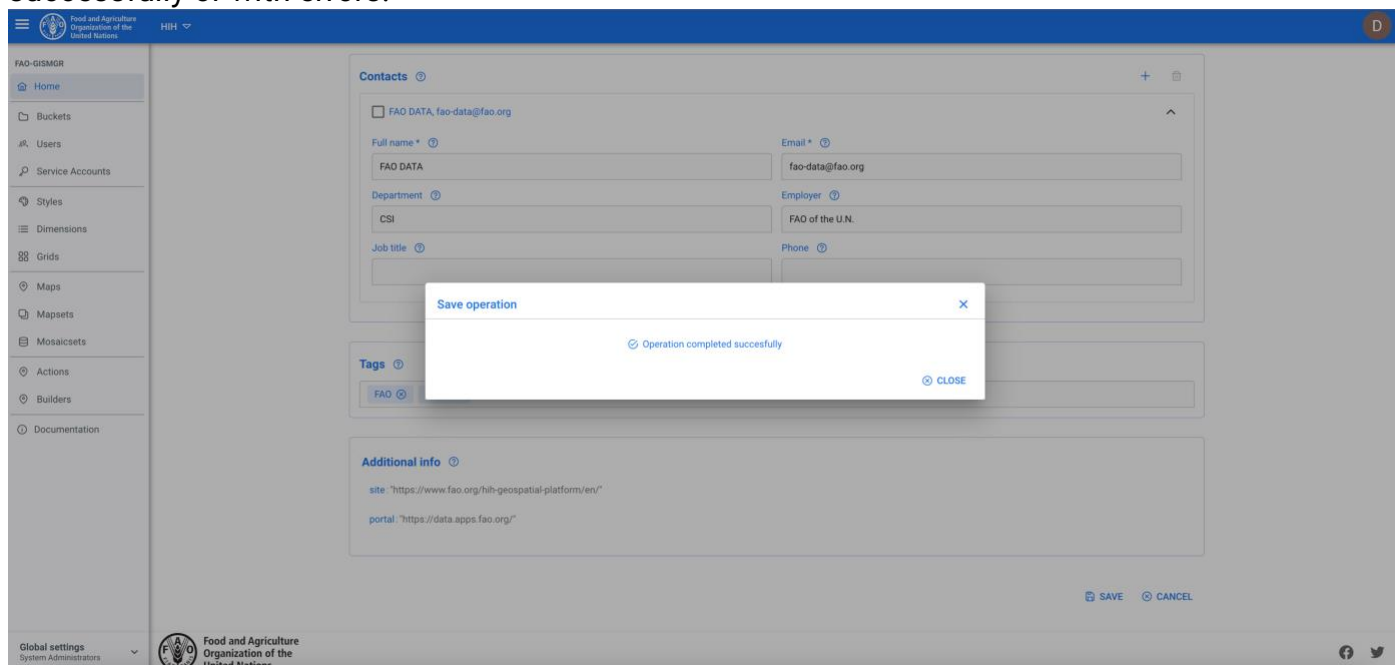 successfully or with errors.
Food and Agriculture
Organization of the
United Nations
HIH
D
FAO-GISMGR
Home
Buckets
Users
Service Accounts
Styles
Dimensions
Grids
Maps
Mapsets
Mosaicsets
Actions
Builders
Documentation
Global settings
System Administrators
Contacts
FAO DATA, fao-data@fao.org
Full name *
Email *
FAO DATA
fao-data@fao.org
Department
Employer
CSI
FAO of the U.N.
Job title
Phone
Save operation
Operation completed succesfully
CLOSE
Tags
FAO
Additional info
site: "https://www.fao.org/hih-geospatial-platform/en/"
portal: "https://data.apps.fao.org/"
SAVE CANCEL
Food and Agriculture
Organization of the
United Nations